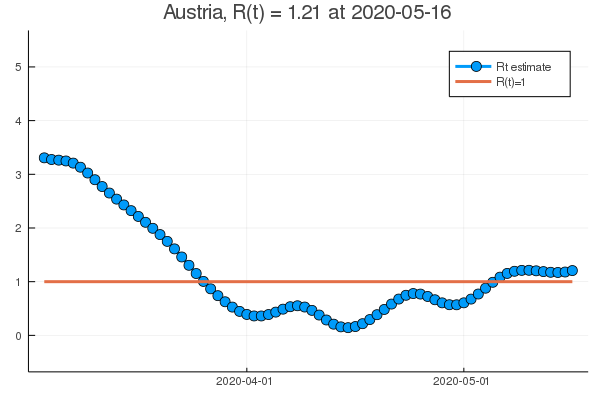 Austria, R(t) = 1.21 at 2020-05-16
5
Rt estimate
R(t)=1
4
3
2
1
0
2020-04-01
2020-05-01